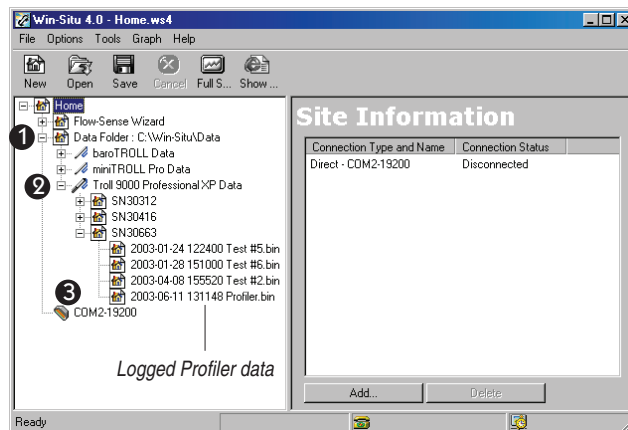 Win-Situ 4.0 - Home.ws4
File Options Tools Graph Help
New Open Save Cancel Full S... Show ...
Home
Flow-Sense Wizard
1 Data Folder : C:\Win-Situ\Data
baroTROLL Data
miniTROLL Pro Data
2 Troll 9000 Professional XP Data
SN30312
SN30416
SN30663
2003-01-24 122400 Test #5.bin
2003-01-28 151000 Test #6.bin
2003-04-08 155520 Test #2.bin
2003-06-11 131148 Profiler.bin
3 COM2-19200
Logged Profiler data
Site Information
Connection Type and Name Connection Status
Direct - COM2-19200 Disconnected
Add... Delete
Ready